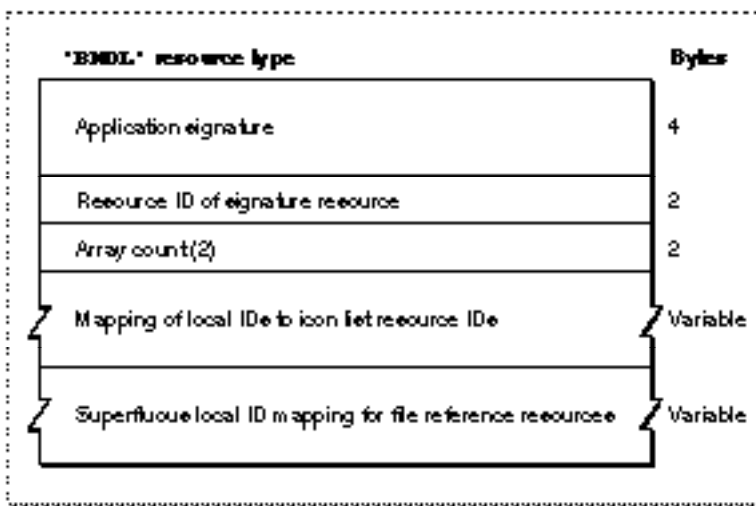 'BNDL' resource type Bytes
Application signature 4
Resource ID of signature resource 2
Array count (2) 2
Mapping of local IDs to icon list resource IDs Variable
Superfluous local ID mapping for file reference resources Variable